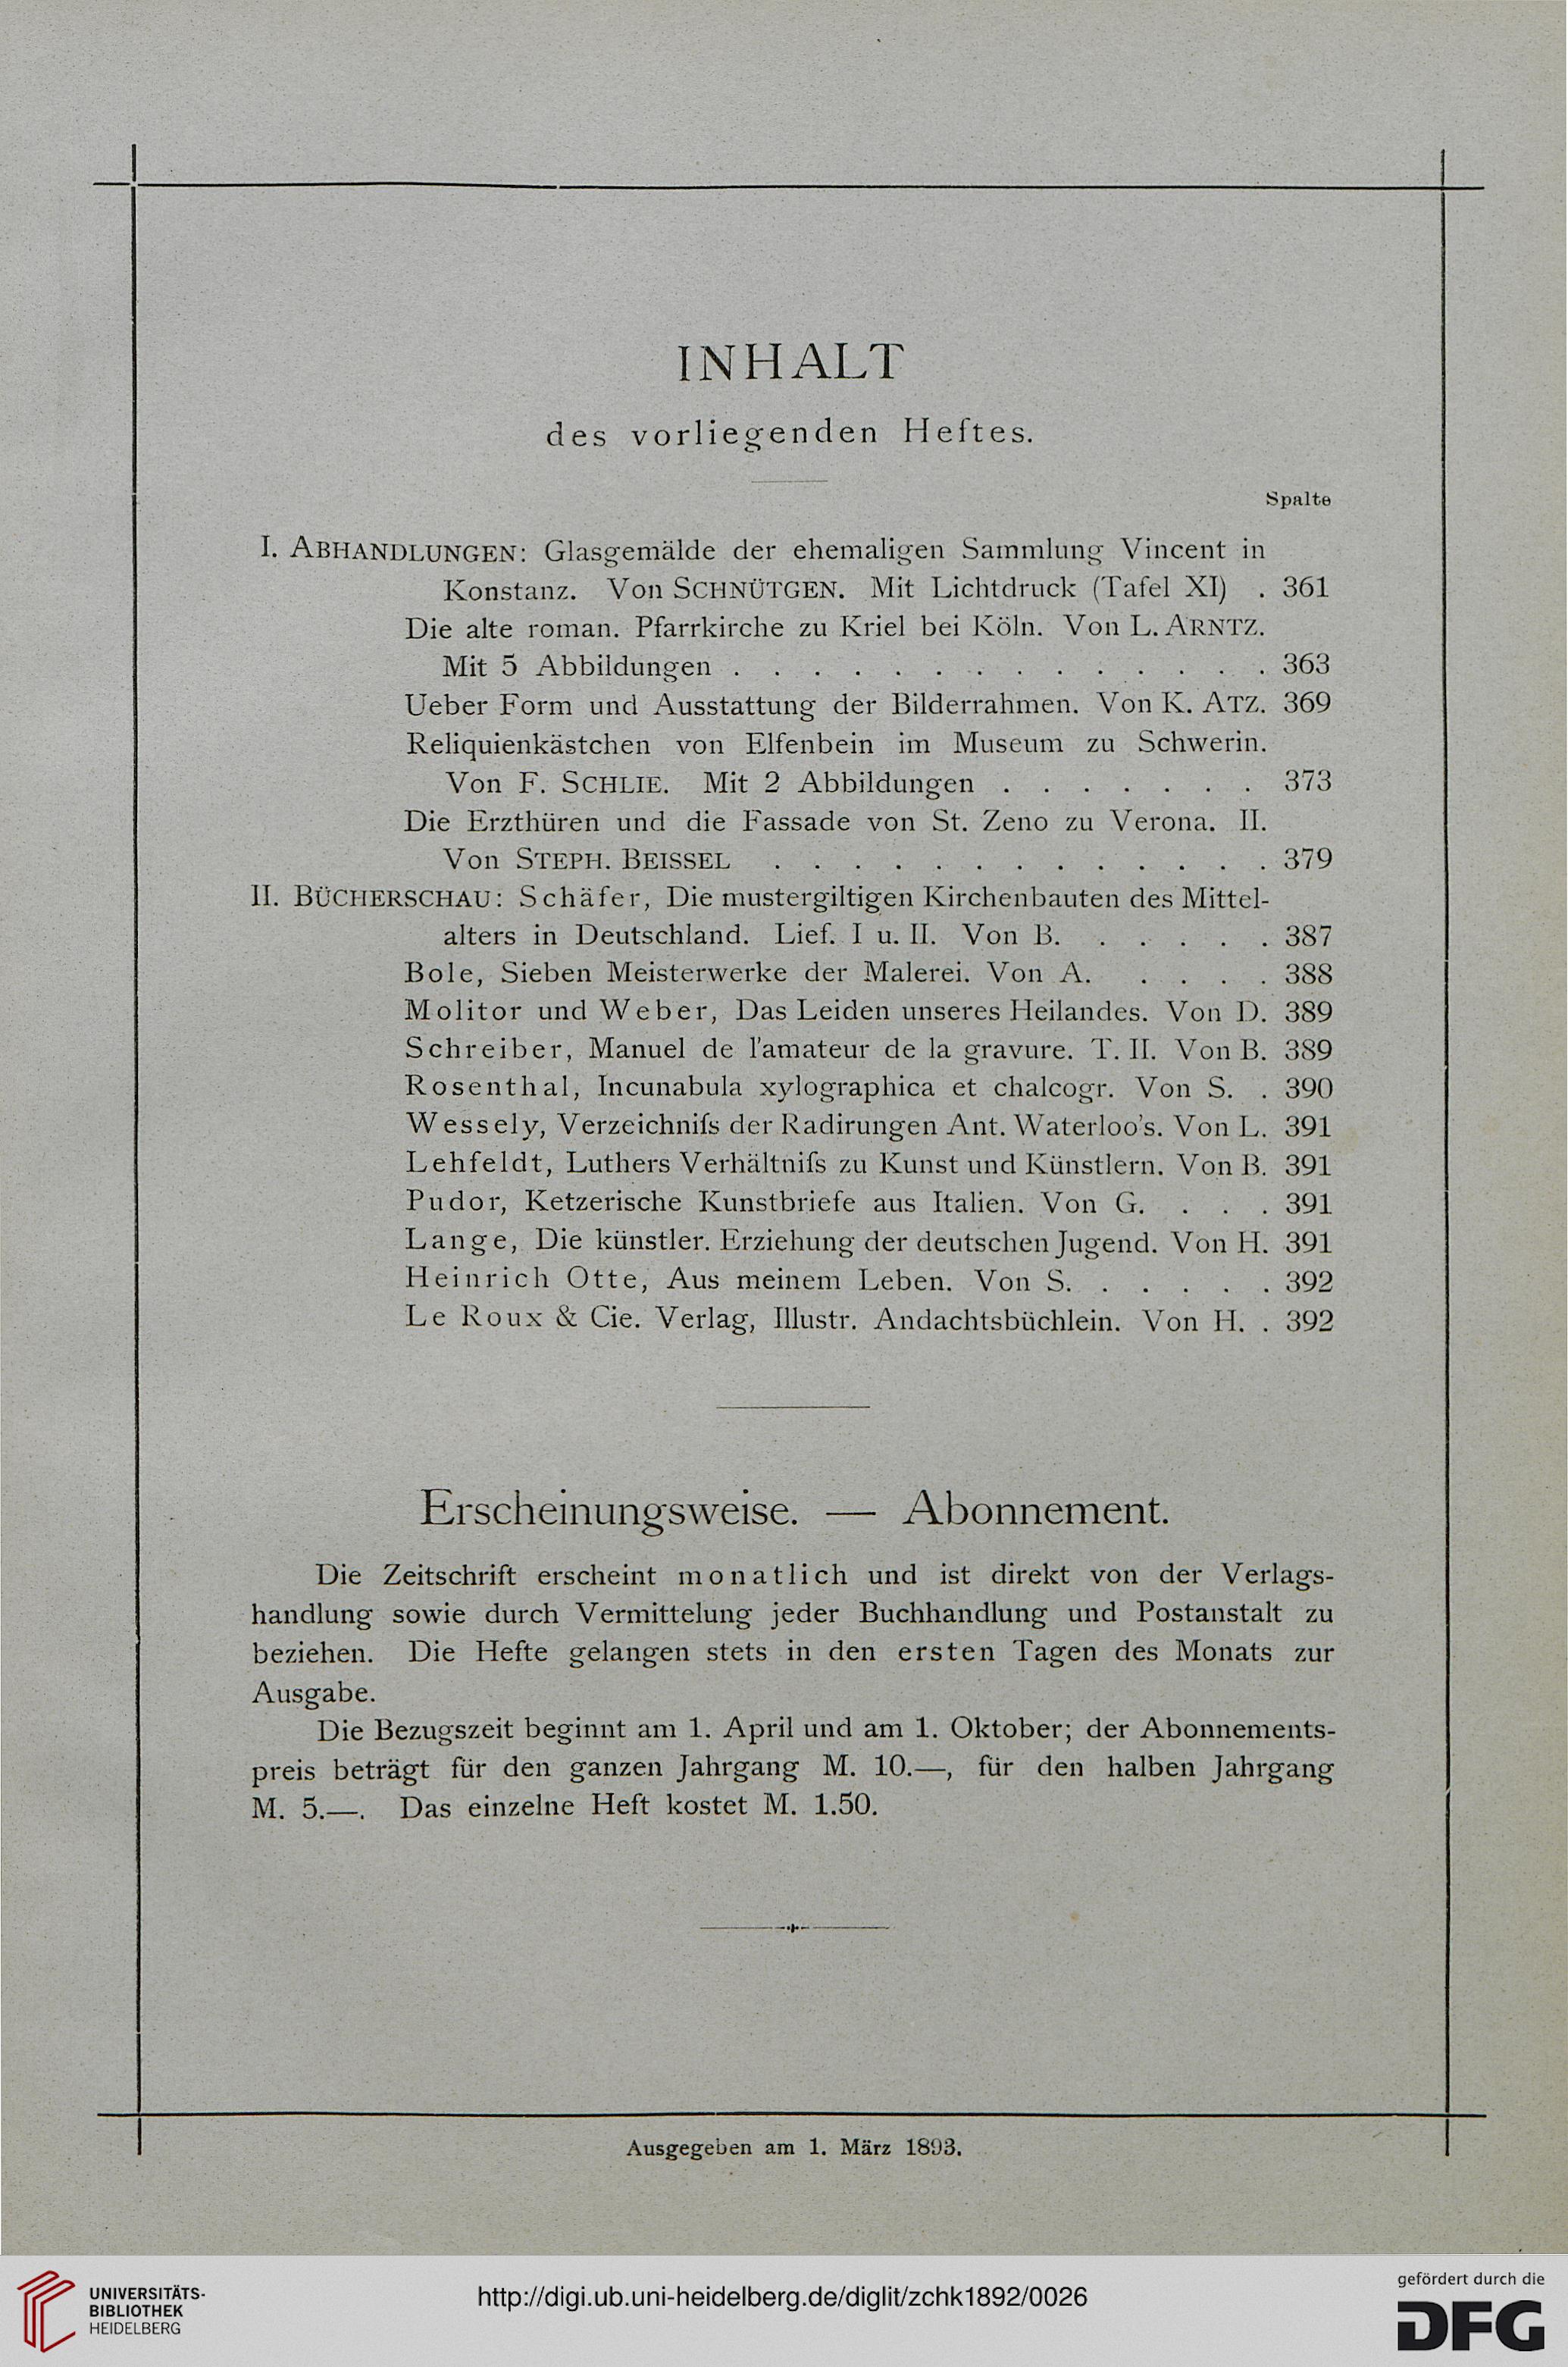 INHALT
des vorliegenden Heftes.
Spalte
I. ABHANDLUNGEN: Glasgemälde der ehemaligen Sammlung Vincent in
Konstanz. Von SCHNÜTGEN. Mit Lichtdruck (Tafel XI) . 361
Die alte roman. Pfarrkirche zu Kriel bei Köln. Von L. ARNTZ.
Mit 5 Abbildungen . . . . . . . . . . . . . . 363
Ueber Form und Ausstattung der Bilderrahmen. Von K. ATZ. 369
Reliquienkästchen von Elfenbein im Museum zu Schwerin.
Von F. SCHLIE. Mit 2 Abbildungen . . . . . . . 373
Die Erzthüren und die Fassade von St. Zeno zu Verona. II.
Von STEPH. BEISSEL . . . . . . . . . . . . . 379
II. BÜCHERSCHAU: Schäfer, Die mustergiltigen Kirchenbauten des Mittel-
alters in Deutschland. Lief. I u. II. Von B. . . . . . 387
Bole, Sieben Meisterwerke der Malerei. Von A. . . . . 388
Molitor und Weber, Das Leiden unseres Heilandes. Von D. 389
Schreiber, Manuel de l'amateur de la gravure. T. II. Von B. 389
Rosenthal, Incunabula xylographica et chalcogr. Von S. . 390
Wessely, Verzeichniſs der Radirungen Ant. Waterloo's. Von L. 391
Lehfeldt, Luthers Verhältniſs zu Kunst und Künstlern. Von B. 391
Pudor, Ketzerische Kunstbriefe aus Italien. Von G. . . . 391
Lange, Die künstler. Erziehung der deutschen Jugend. Von H. 391
Heinrich Otte, Aus meinem Leben. Von S. . . . . . 392
Le Roux & Cie. Verlag, Illustr. Andachtsbüchlein. Von H. . 392
Erscheinungsweise. — Abonnement.
Die Zeitschrift erscheint monatlich und ist direkt von der Verlags-
handlung sowie durch Vermittelung jeder Buchhandlung und Postanstalt zu
beziehen. Die Hefte gelangen stets in den ersten Tagen des Monats zur
Ausgabe.
Die Bezugszeit beginnt am 1. April und am 1. Oktober; der Abonnements-
preis beträgt für den ganzen Jahrgang M. 10.—, für den halben Jahrgang
M. 5.—. Das einzelne Heft kostet M. 1.50.
Ausgegeben am 1. März 1893.
UNIVERSITÄTS-
BIBLIOTHEK
HEIDELBERG
http://digi.ub.uni-heidelberg.de/diglit/zchk1892/0026
gefördert durch die
DFG